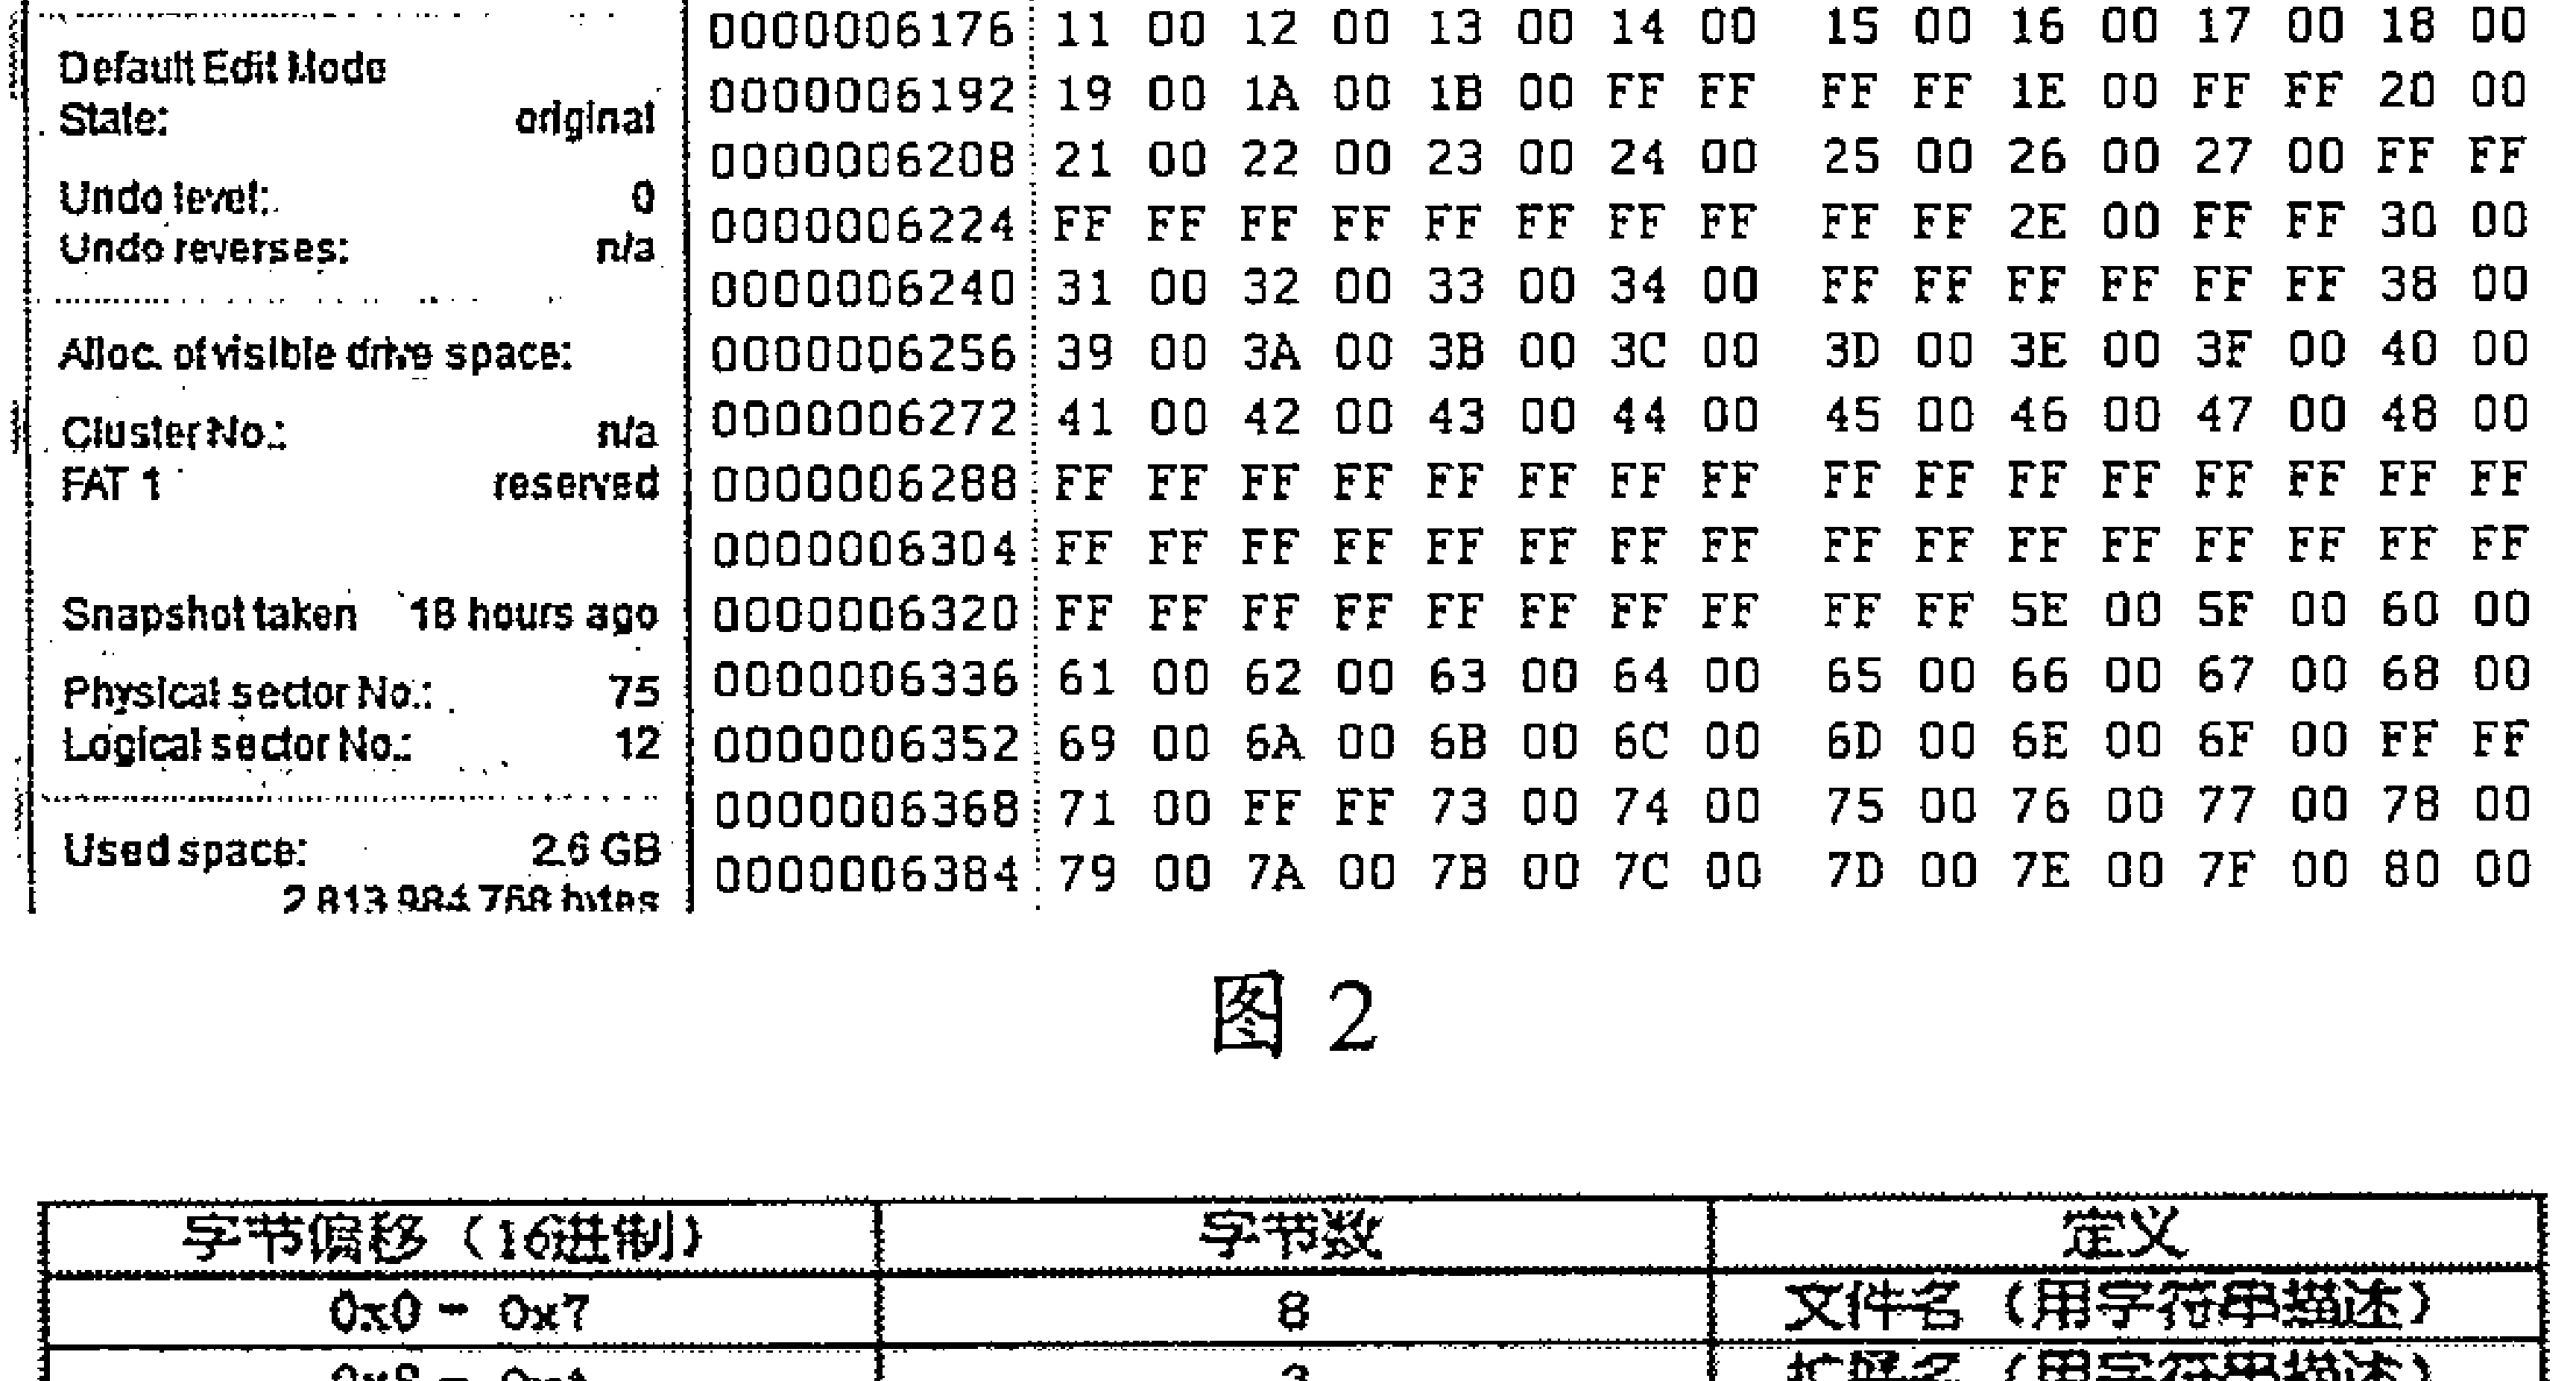 0000006176 11 00 12 00 13 00 14 00 15 00 16 00 17 00 18 00
Default Edit Mode
0000006192 19 00 1A 00 1B 00 FF FF FF FF 1E 00 FF FF 20 00
State: original
0000006208 21 00 22 00 23 00 24 00 25 00 26 00 27 00 FF FF
Undo level: 0
0000006224 FF FF FF FF FF FF FF FF FF FF 2E 00 FF FF 30 00
Undo reverses: n/a
0000006240 31 00 32 00 33 00 34 00 FF FF FF FF FF FF 38 00
Alloc. of visible drive space:
0000006256 39 00 3A 00 3B 00 3C 00 3D 00 3E 00 3F 00 40 00
Cluster No.: n/a
0000006272 41 00 42 00 43 00 44 00 45 00 46 00 47 00 48 00
FAT 1 reserved
0000006288 FF FF FF FF FF FF FF FF FF FF FF FF FF FF FF FF
0000006304 FF FF FF FF FF FF FF FF FF FF FF FF FF FF FF FF
Snapshot taken 18 hours ago
0000006320 FF FF FF FF FF FF FF FF FF FF 5E 00 5F 00 60 00
Physical sector No.: 75
0000006336 61 00 62 00 63 00 64 00 65 00 66 00 67 00 68 00
Logical sector No.: 12
0000006352 69 00 6A 00 6B 00 6C 00 6D 00 6E 00 6F 00 FF FF
0000006368 71 00 FF FF 73 00 74 00 75 00 76 00 77 00 78 00
Used space: 2.6 GB
0000006384 79 00 7A 00 7B 00 7C 00 7D 00 7E 00 7F 00 80 00
2 813 984 768 bytes
图 2
字节偏移（16进制） 字节数 定义
0x0 - 0x7 8 文件名（用字符串描述）
扩展名（用字符串描述）